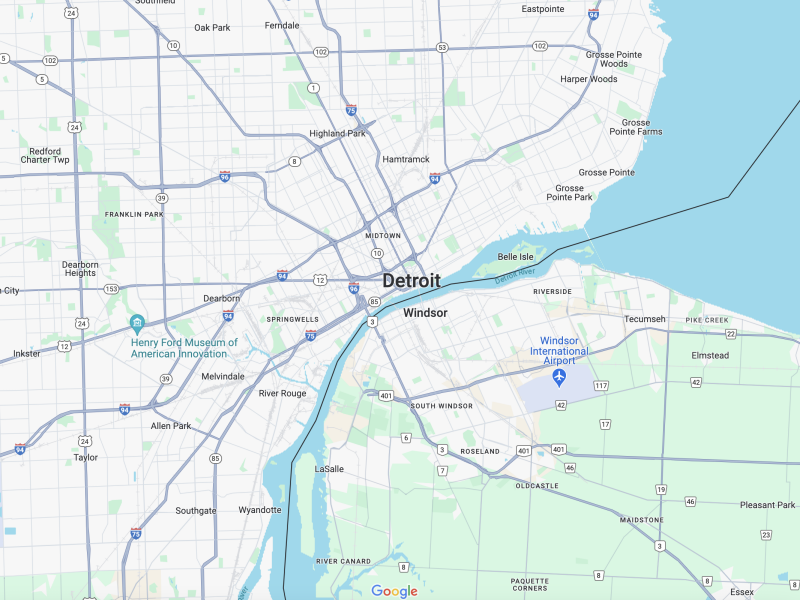 Southfield
Eastpointe
24
Oak Park
Ferndale
94
10
102
53
102
Grosse Pointe
Woods
5
102
5
Harper Woods
1
75
24
Highland Park
Grosse
Pointe Farms
Redford
Charter Twp
8
Hamtramck
96
94
Grosse Pointe
39
Grosse
Pointe Park
FRANKLIN PARK
MIDTOWN
10
Belle Isle
Dearborn
Heights
94
12
Detroit
Detroit River
n City
153
96
RIVERSIDE
Dearborn
85
94
SPRINGWELLS
3
Windsor
Tecumseh
PIKE CREEK
22
75
Henry Ford Museum of
American Innovation
12
Inkster
Windsor
International
Airport
Elmstead
39
Melvindale
117
42
River Rouge
401
94
SOUTH WINDSOR
42
Allen Park
17
24
6
94
3
ROSELAND
401
401
Taylor
85
LaSalle
7
46
OLDCASTLE
19
46
Southgate
Wyandotte
Pleasant Park
MAIDSTONE
75
23
3
RIVER CANARD
8
8
8
PAQUETTE
CORNERS
Google
Essex